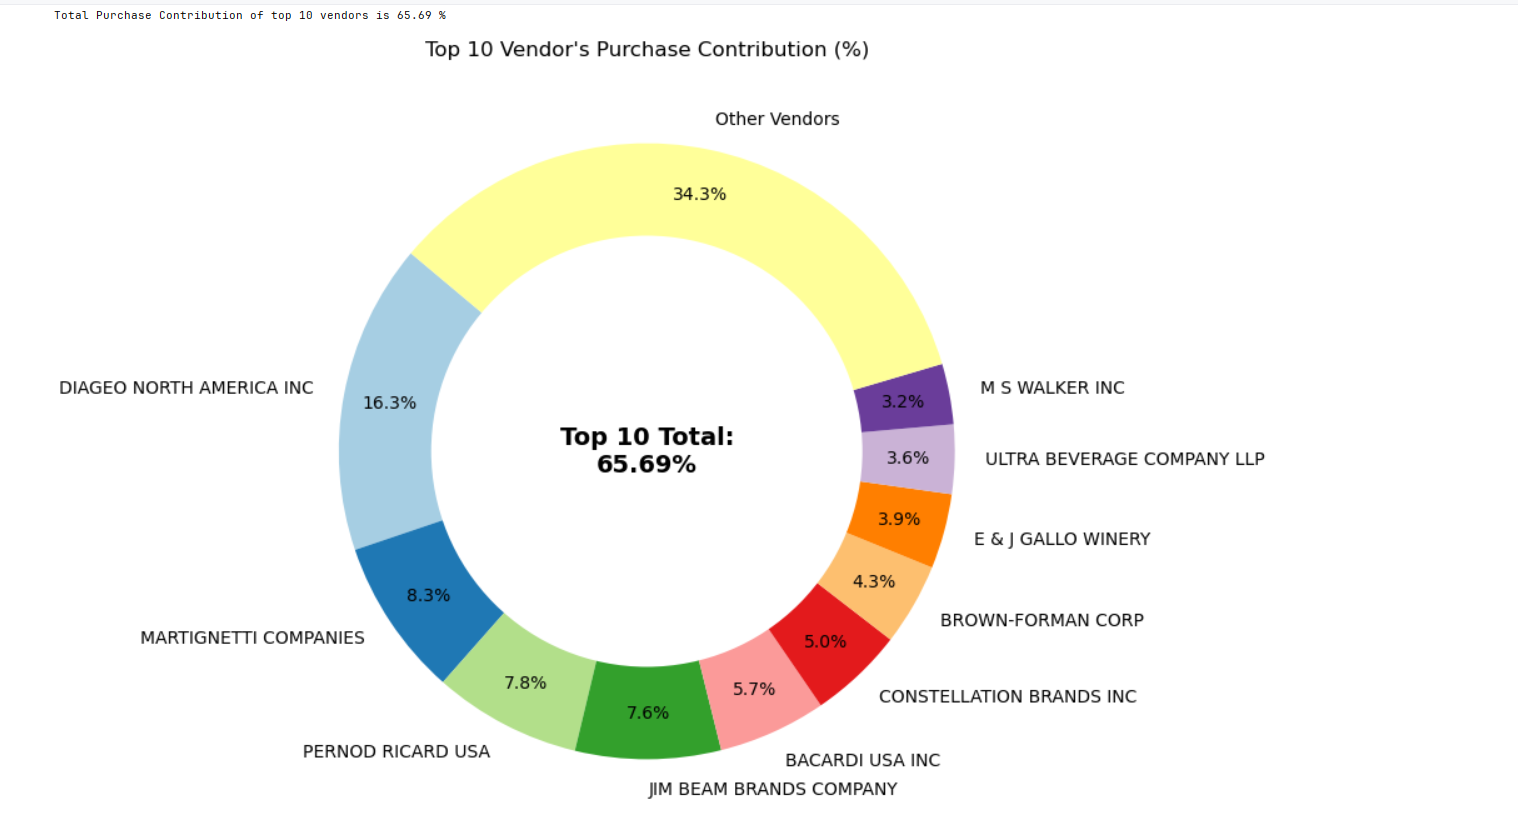 Total Purchase Contribution of top 10 vendors is 65.69 %
Top 10 Vendor's Purchase Contribution (%)
Other Vendors
34.3%
DIAGEO NORTH AMERICA INC
16.3%
M S WALKER INC
3.2%
Top 10 Total:
65.69%
ULTRA BEVERAGE COMPANY LLP
3.6%
E & J GALLO WINERY
3.9%
BROWN-FORMAN CORP
4.3%
MARTIGNETTI COMPANIES
8.3%
CONSTELLATION BRANDS INC
5.0%
PERNOD RICARD USA
7.8%
BACARDI USA INC
5.7%
JIM BEAM BRANDS COMPANY
7.6%